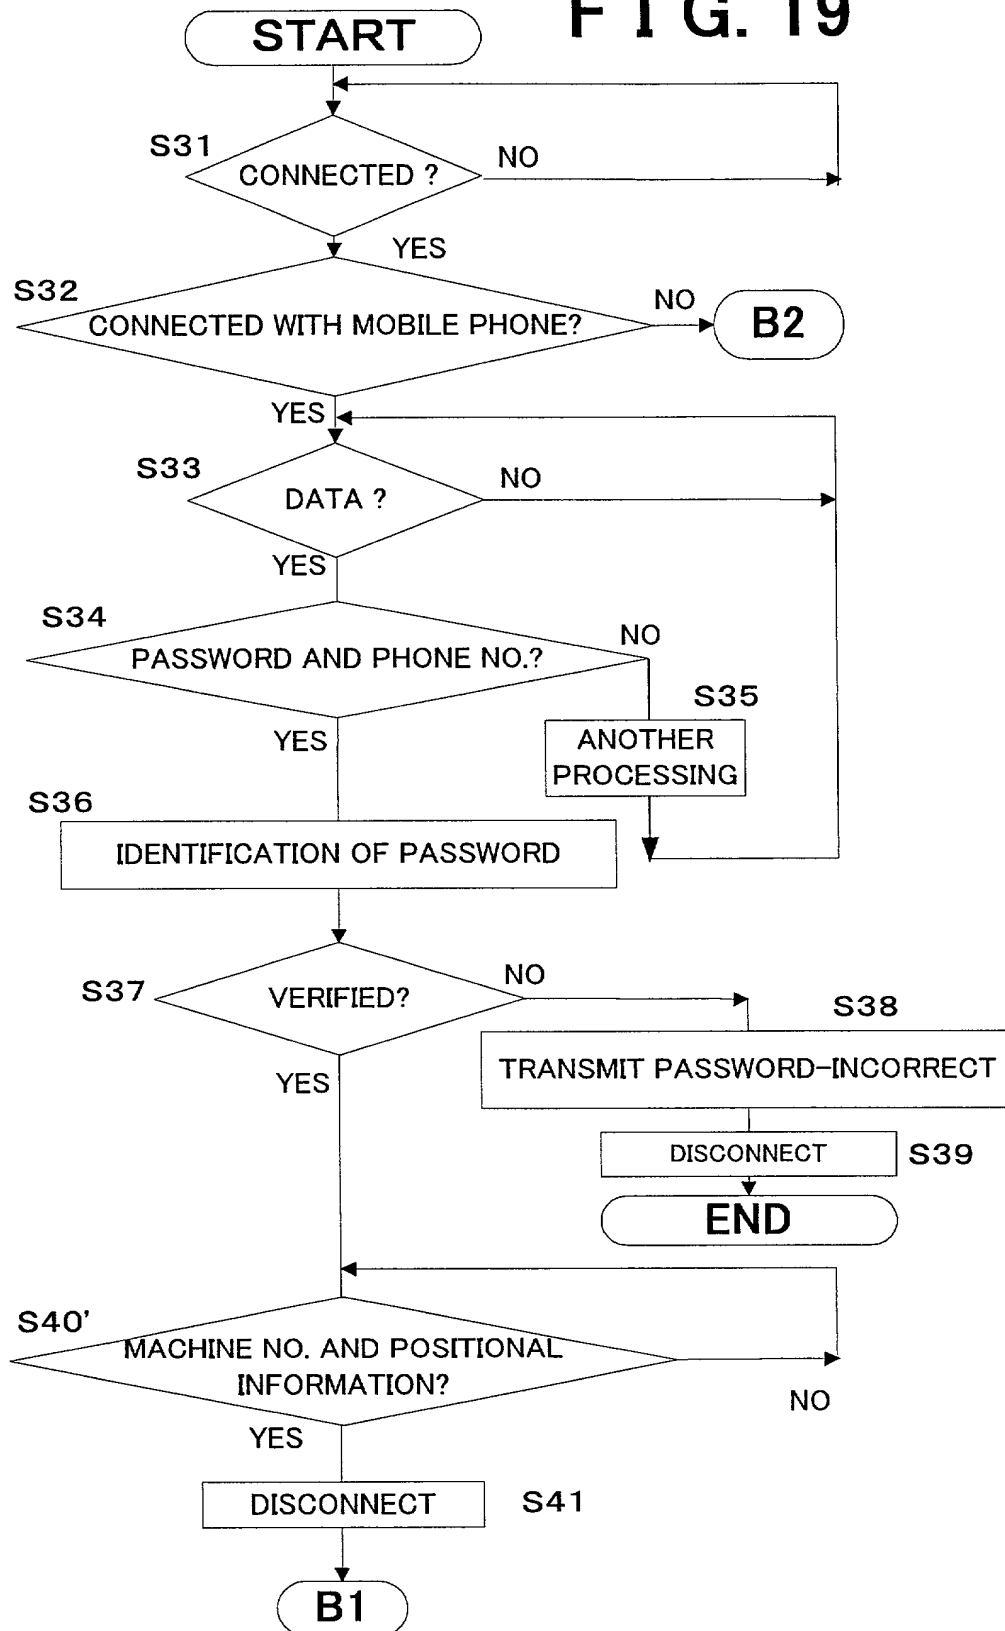 FIG. 19
START
S31
CONNECTED ?
NO
YES
S32
CONNECTED WITH MOBILE PHONE?
NO
B2
YES
S33
DATA ?
NO
YES
S34
PASSWORD AND PHONE NO.?
NO
S35
YES
ANOTHER
PROCESSING
S36
IDENTIFICATION OF PASSWORD
S37
VERIFIED?
NO
S38
TRANSMIT PASSWORD-INCORRECT
YES
DISCONNECT
S39
END
S40'
MACHINE NO. AND POSITIONAL
INFORMATION?
NO
YES
DISCONNECT
S41
B1